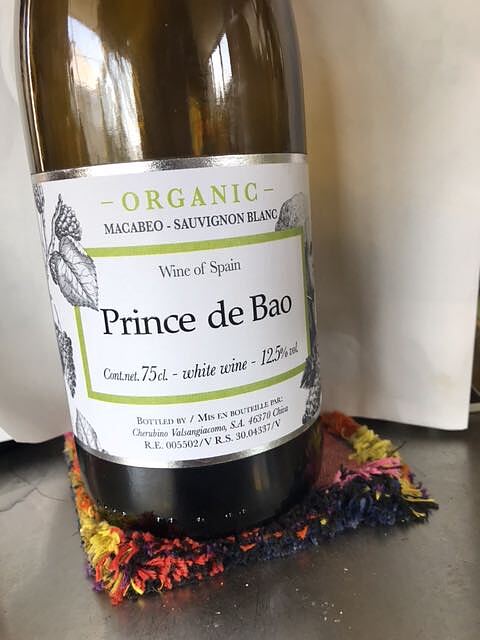 - ORGANIC -
MACABEO - SAUVIGNON BLANC
Wine of Spain
Prince de Bao
Cont.net. 75cl. - white wine - 12.5% vol.
BOTTLED BY / MIS EN BOUTEILLE PAR:
Cherubino Valsangiacomo, S.A. 46370 Chiva
R.E. 005502/V R.S. 30.04337/V